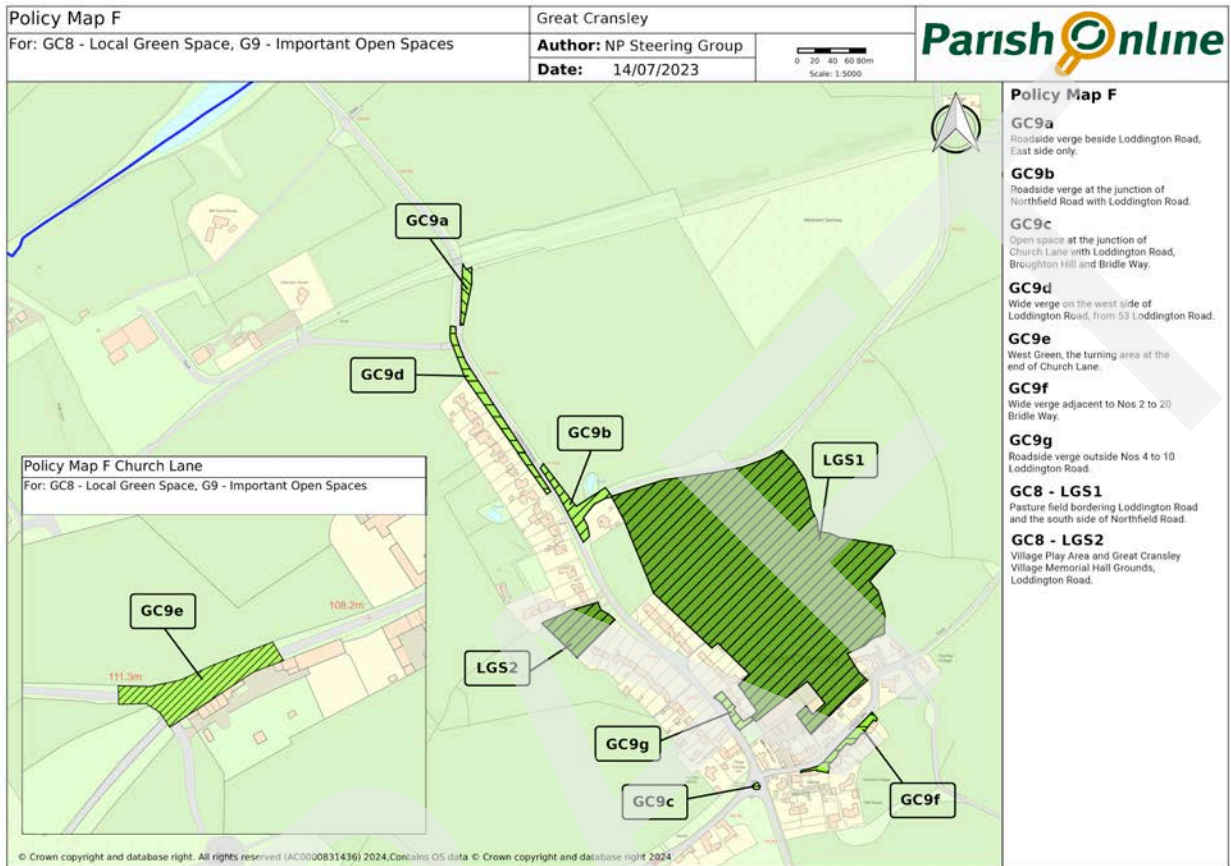 Policy Map F
For: GC8 - Local Green Space, G9 - Important Open Spaces
Great Cransley
Author: NP Steering Group
Date: 14/07/2023
0 20 40 60 80m
Scale: 1:5000
Parish Online
GC9a
GC9d
GC9b
LGS1
LGS2
GC9g
GC9c
GC9f
Policy Map F Church Lane
For: GC8 - Local Green Space, G9 - Important Open Spaces
GC9e
108.2m
111.3m
© Crown copyright and database right. All rights reserved (AC0000831436) 2024,Contains OS data © Crown copyright and database right 2024
Policy Map F
GC9a
Roadside verge beside Loddington Road,
East side only.
GC9b
Roadside verge at the junction of
Northfield Road with Loddington Road.
GC9c
Open space at the junction of
Church Lane with Loddington Road,
Broughton Hill and Bridle Way.
GC9d
Wide verge on the west side of
Loddington Road, from 53 Loddington Road.
GC9e
West Green, the turning area at the
end of Church Lane.
GC9f
Wide verge adjacent to Nos 2 to 20
Bridle Way.
GC9g
Roadside verge outside Nos 4 to 10
Loddington Road.
GC8 - LGS1
Pasture field bordering Loddington Road
and the south side of Northfield Road.
GC8 - LGS2
Village Play Area and Great Cransley
Village Memorial Hall Grounds,
Loddington Road.